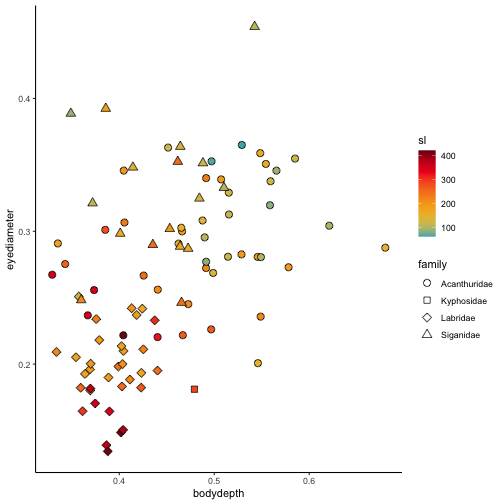 0.4
0.3
0.2
eyediameter
0.4 0.5 0.6
bodydepth
sl
400
300
200
100
family
Acanthuridae
Kyphosidae
Labridae
Siganidae